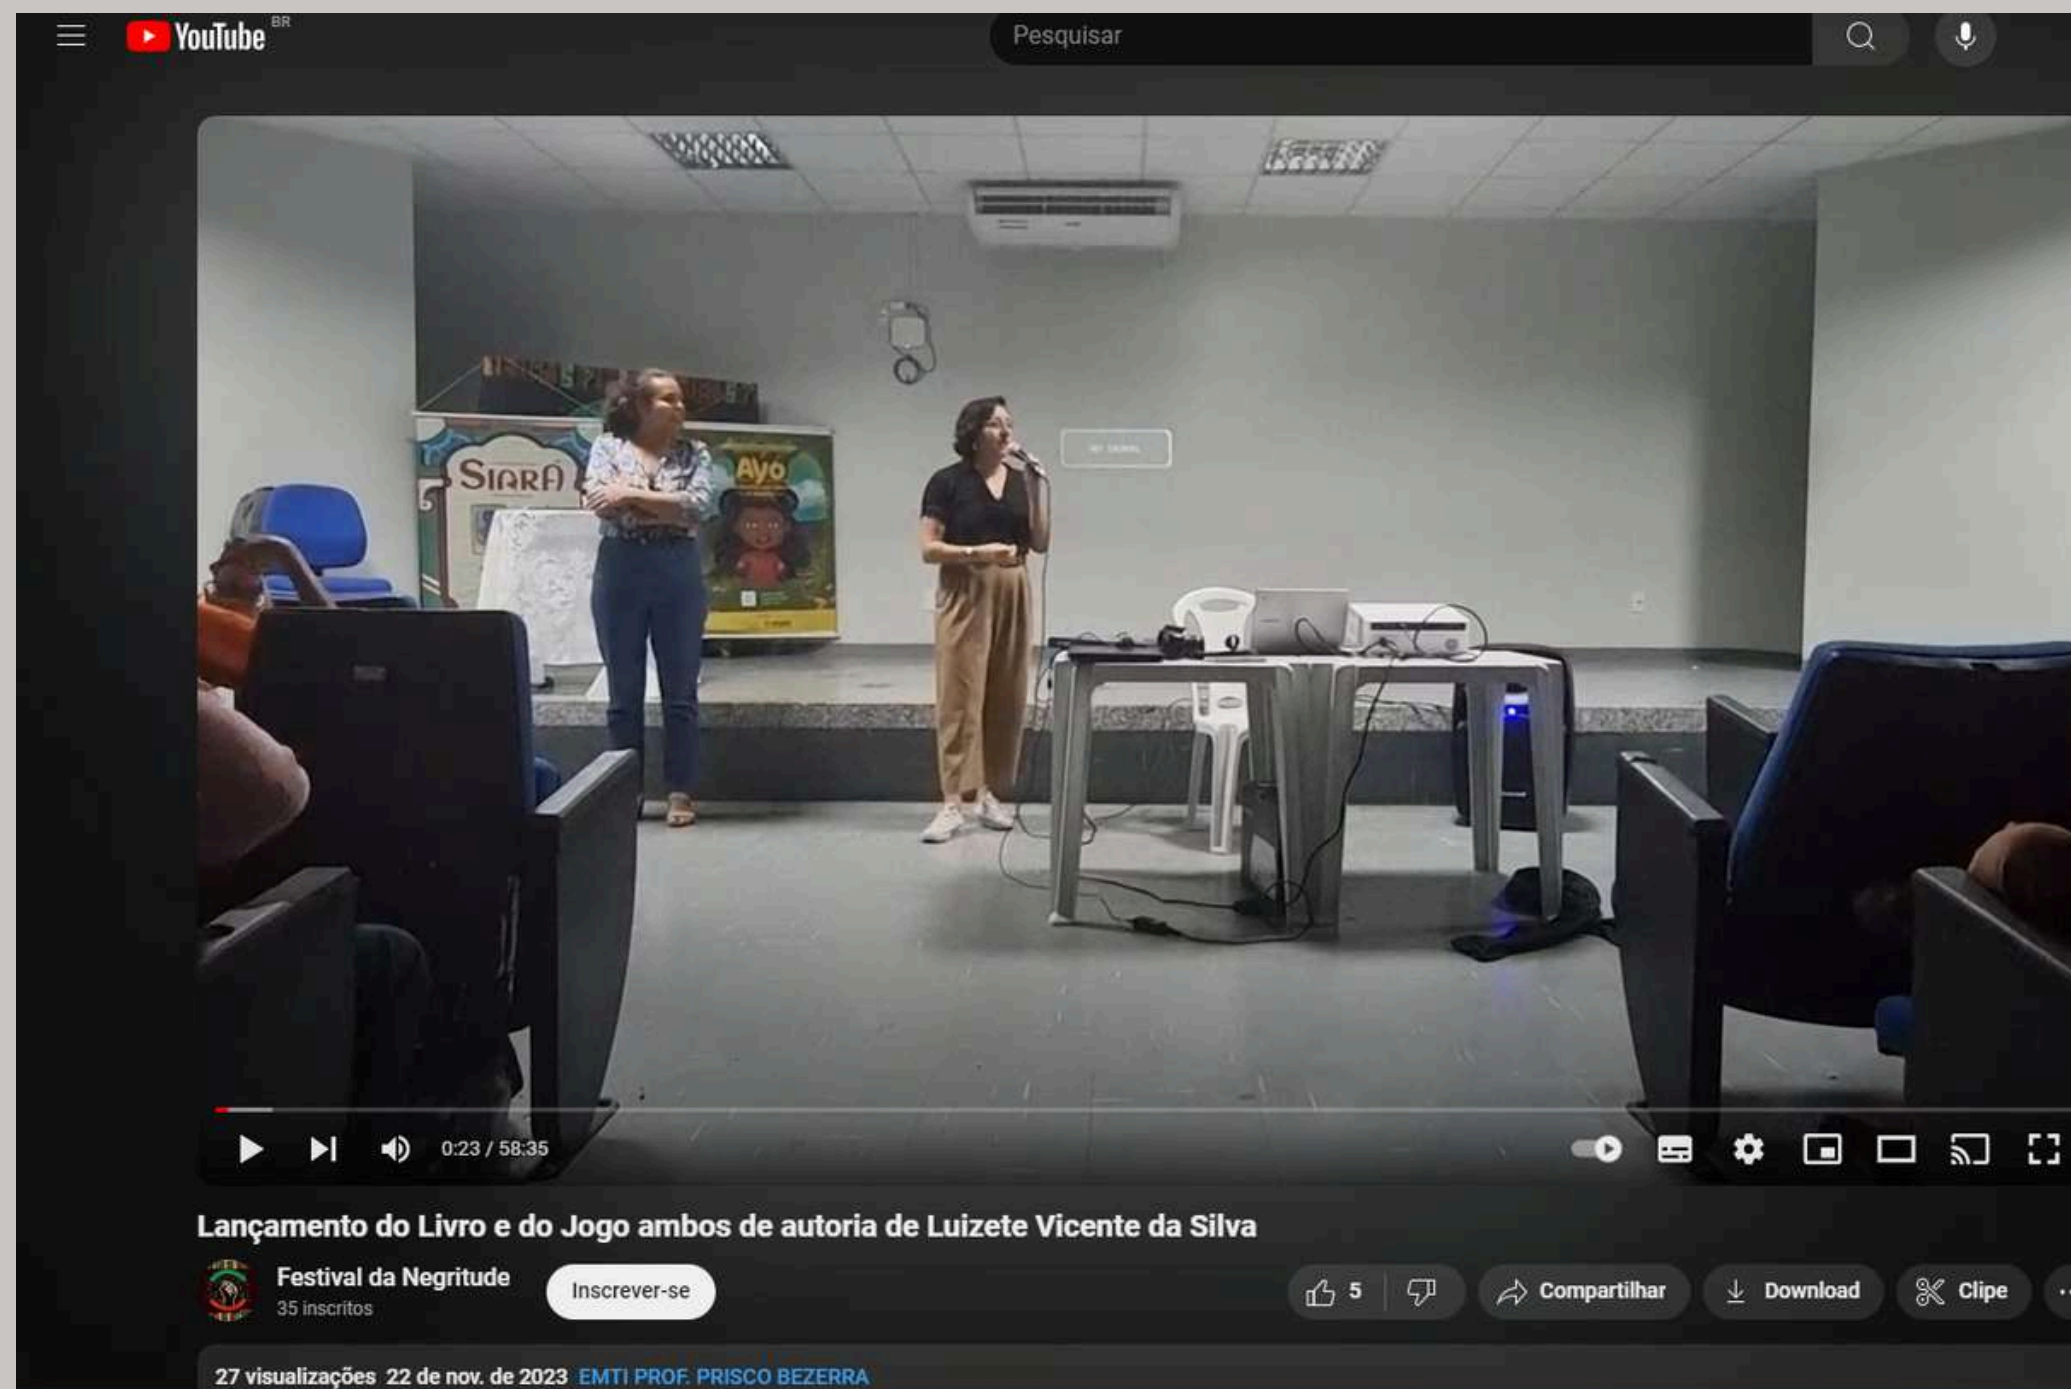 YouTube BR
Pesquisar
SIARÁ
Ayo
0:23 / 58:35
Lançamento do Livro e do Jogo ambos de autoria de Luizete Vicente da Silva
Festival da Negritude
35 inscritos
Inscrever-se
5
Compartilhar
Download
Clipe
27 visualizações 22 de nov. de 2023 EMTI PROF. PRISCO BEZERRA